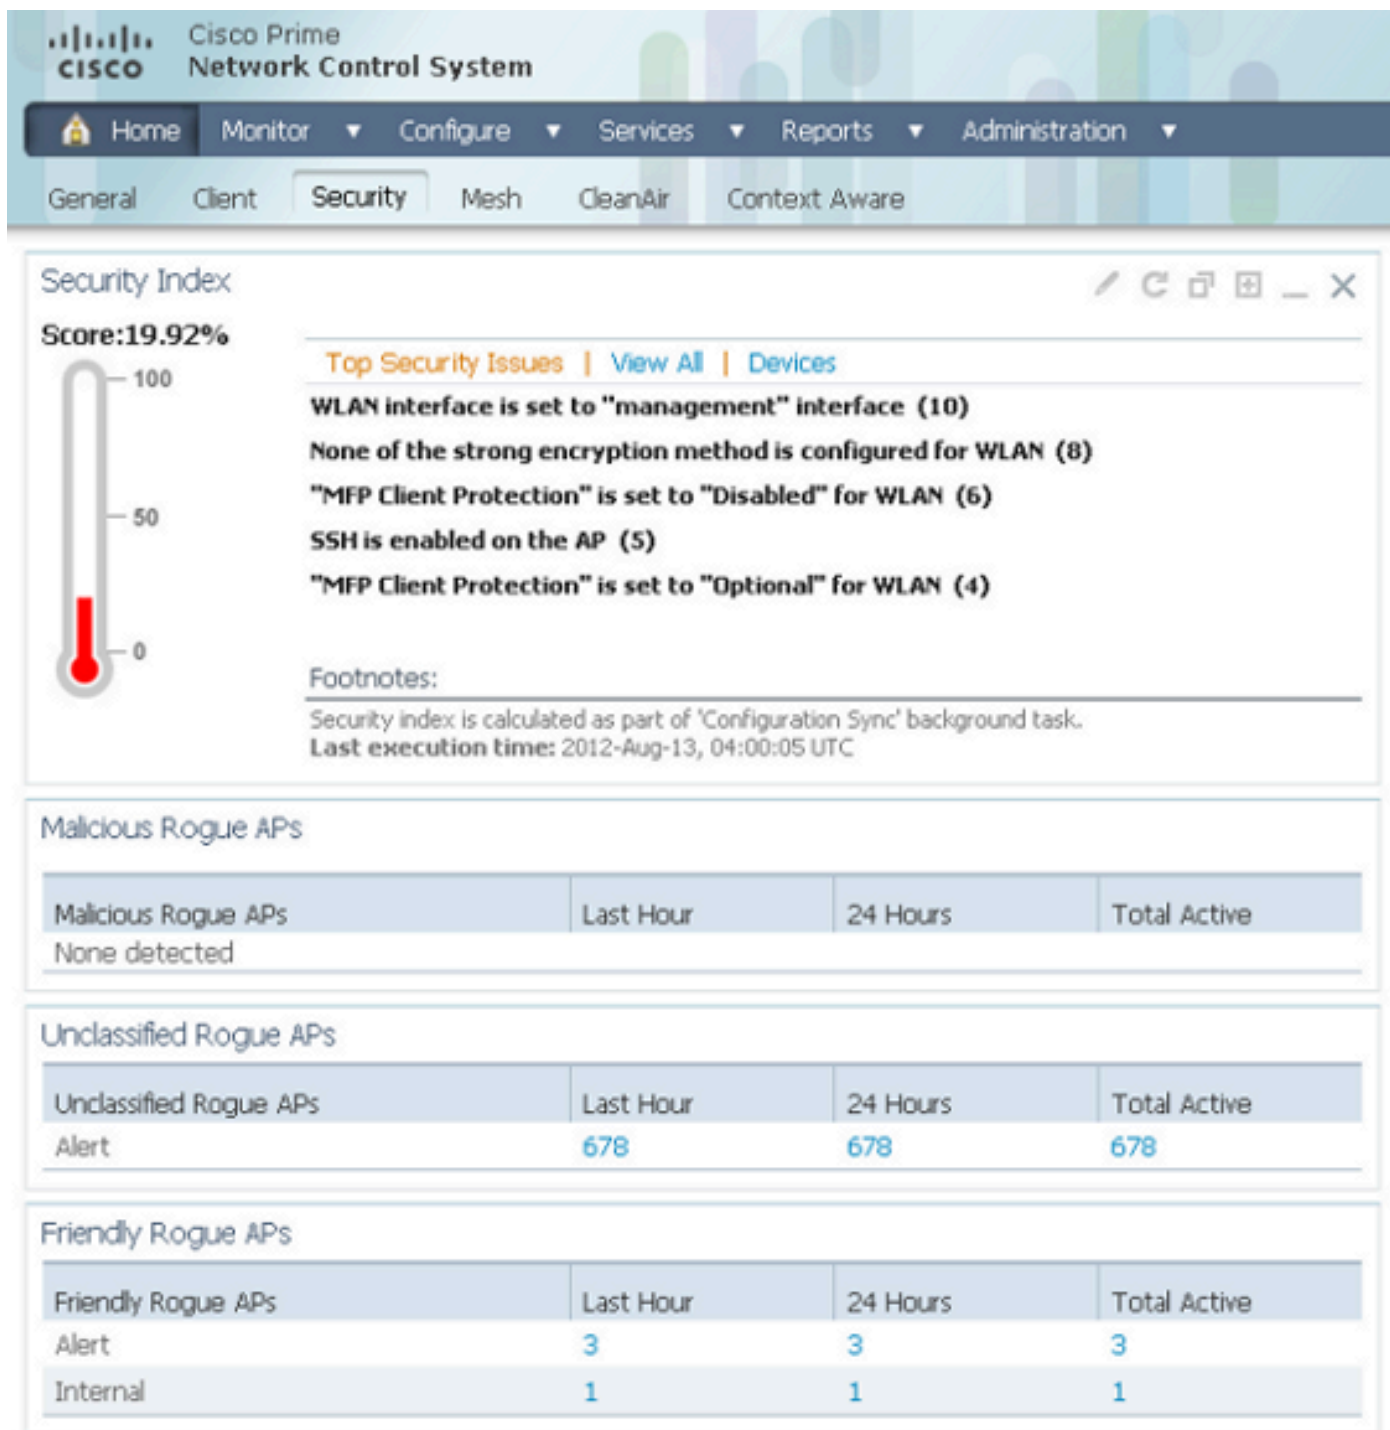 CISCO
Cisco Prime
Network Control System
Home Monitor Configure Services Reports Administration
General Client Security Mesh CleanAir Context Aware
Security Index
Score:19.92%
100
50
0
Top Security Issues | View All | Devices
WLAN interface is set to "management" interface (10)
None of the strong encryption method is configured for WLAN (8)
"MFP Client Protection" is set to "Disabled" for WLAN (6)
SSH is enabled on the AP (5)
"MFP Client Protection" is set to "Optional" for WLAN (4)
Footnotes:
Security index is calculated as part of 'Configuration Sync' background task.
Last execution time: 2012-Aug-13, 04:00:05 UTC
Malicious Rogue APs
Malicious Rogue APs Last Hour 24 Hours Total Active
None detected
Unclassified Rogue APs
Unclassified Rogue APs Last Hour 24 Hours Total Active
Alert 678 678 678
Friendly Rogue APs
Friendly Rogue APs Last Hour 24 Hours Total Active
Alert 3 3 3
Internal 1 1 1